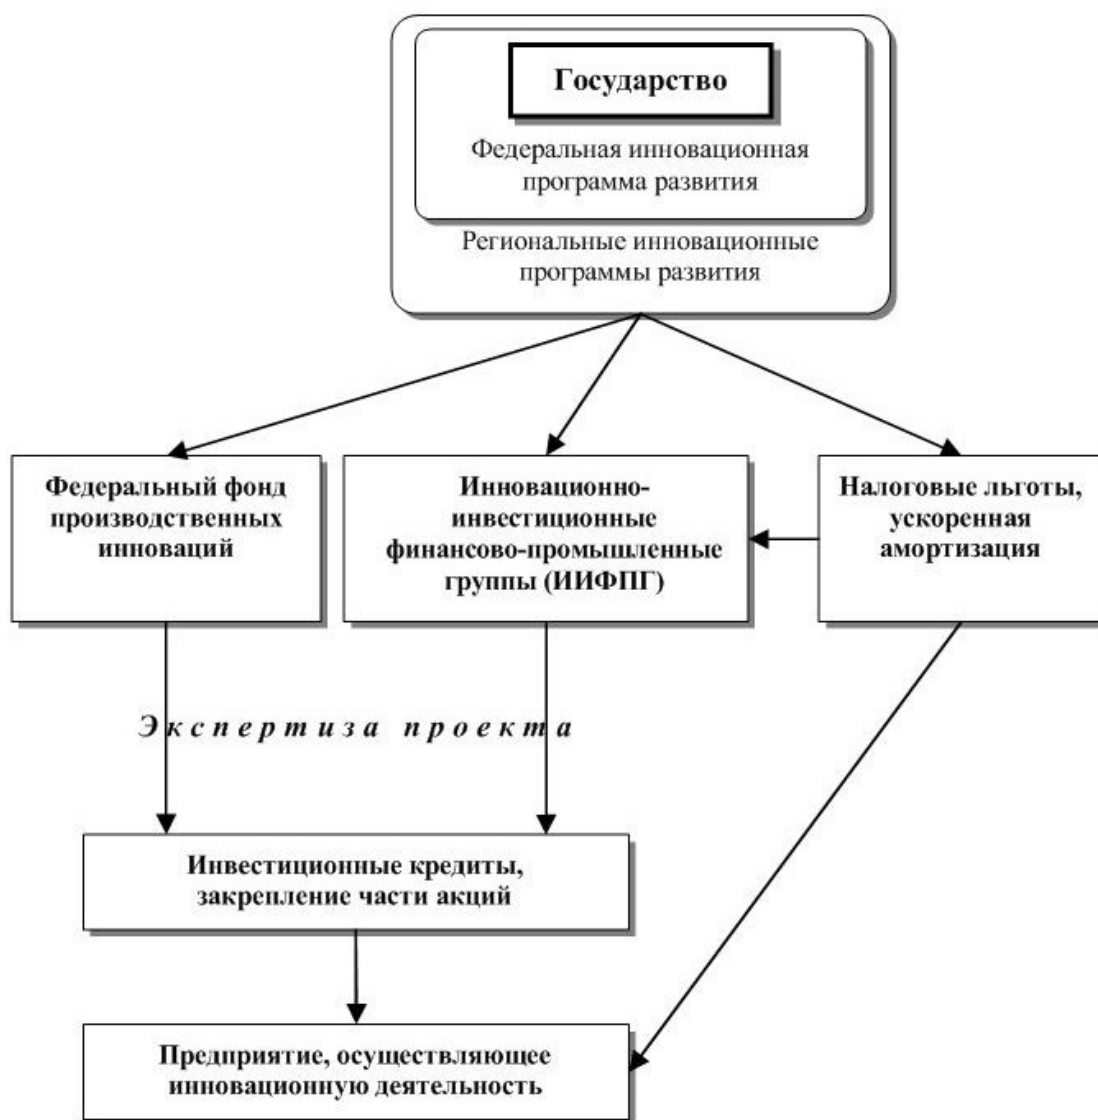 Государство
Федеральная инновационная
программа развития
Региональные инновационные
программы развития
Федеральный фонд
производственных
инноваций
Инновационно-
инвестиционные
финансово-промышленные
группы (ИИФПГ)
Налоговые льготы,
ускоренная
амортизация
Экспертиза проекта
Инвестиционные кредиты,
закрепление части акций
Предприятие, осуществляющее
инновационную деятельность